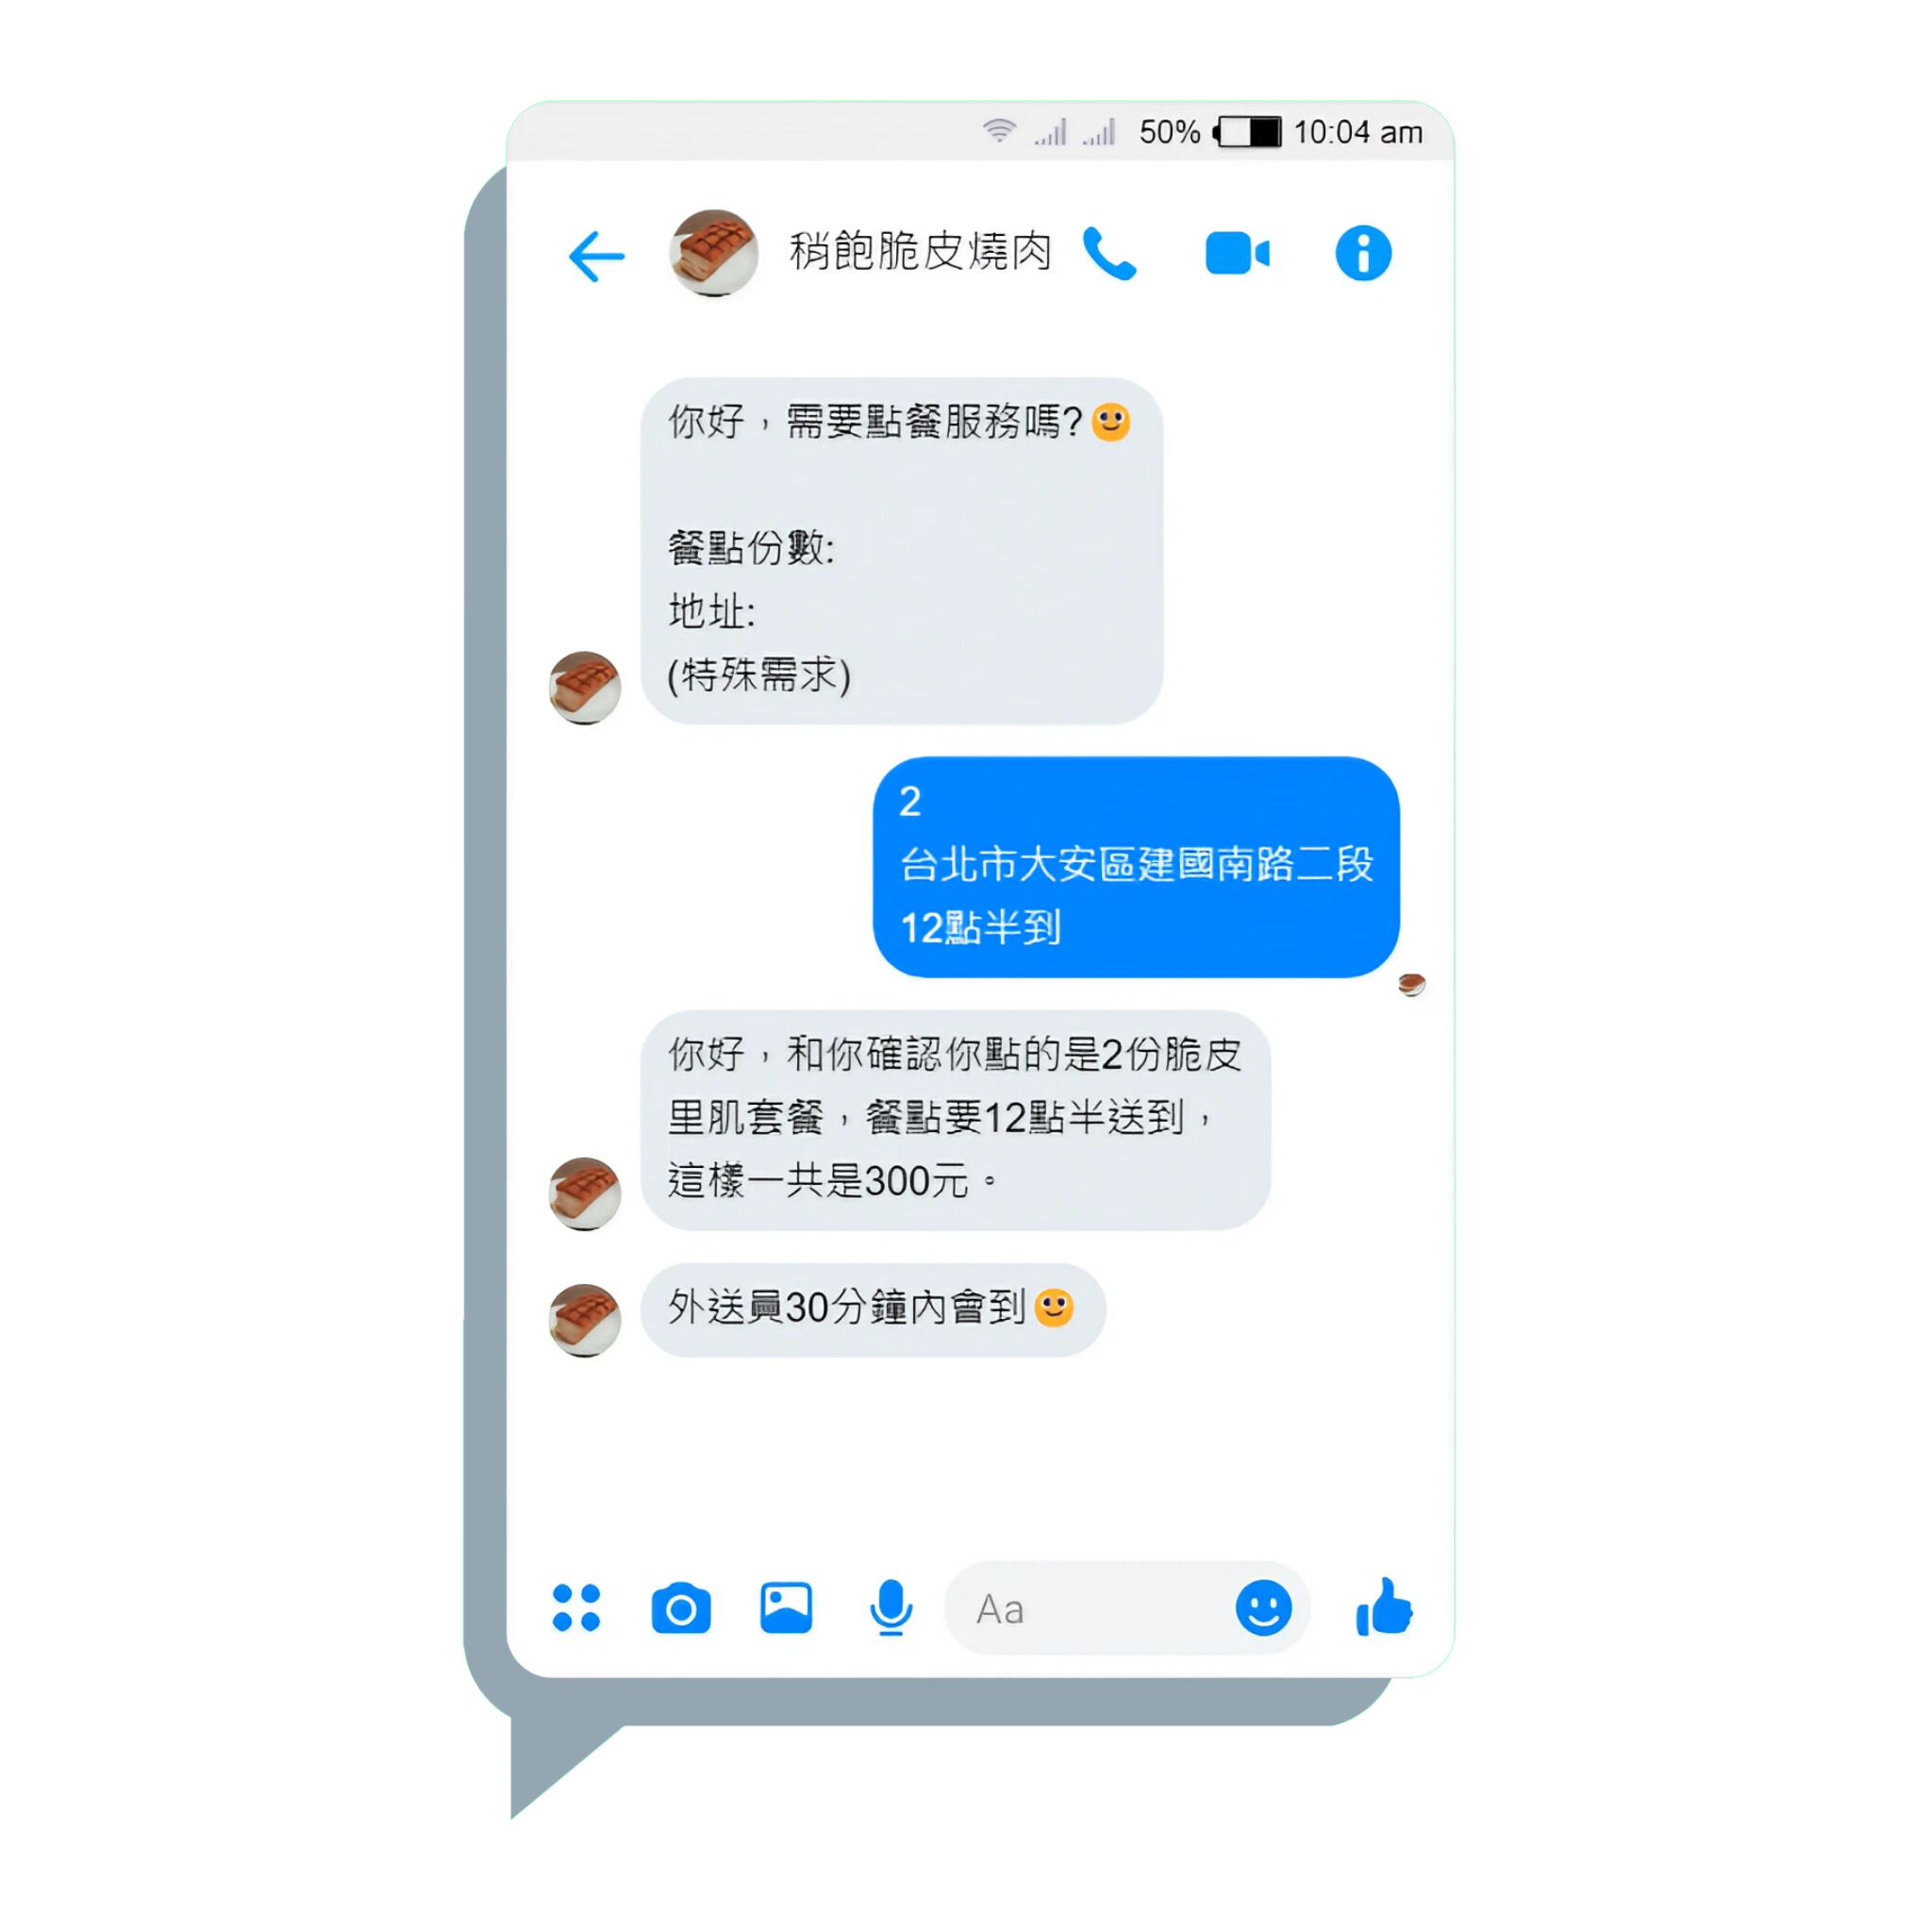 50% 10:04 am
稍飽脆皮燒肉
你好，需要點餐服務嗎?
餐點份數:
地址:
(特殊需求)
2
台北市大安區建國南路二段
12點半到
你好，和你確認你點的是2份脆皮
里肌套餐，餐點要12點半送到，
這樣一共是300元。
外送員30分鐘內會到
Aa